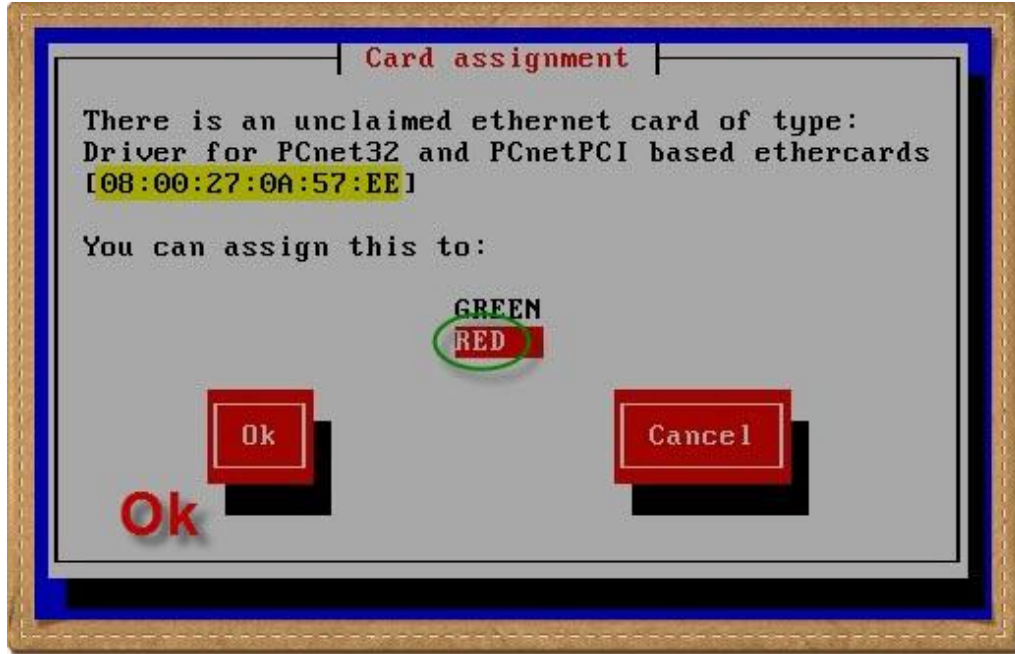 Card assignment
There is an unclaimed ethernet card of type:
Driver for PCnet32 and PCnetPCI based ethercards
[08:00:27:0A:57:EE]
You can assign this to:
GREEN
RED
Ok Cancel
Ok